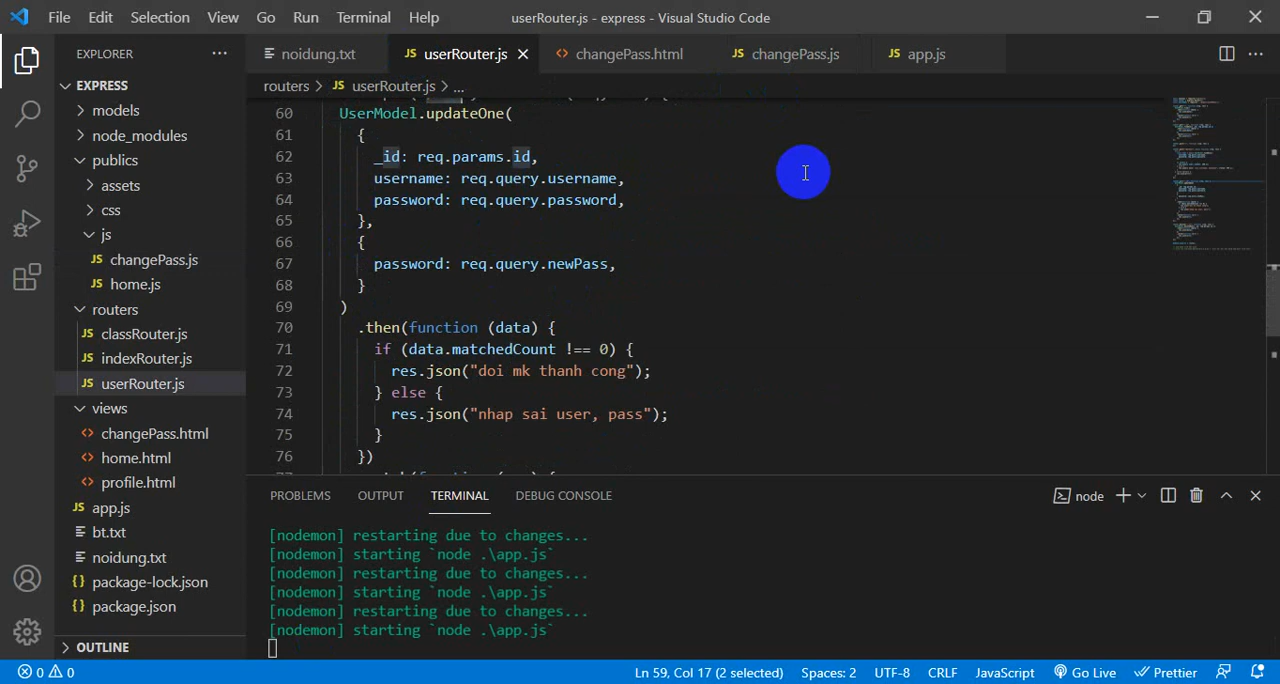 File Edit Selection View Go Run Terminal Help userRouter.js - express - Visual Studio Code
EXPLORER ···
noidung.txt JS userRouter.js <> changePass.html JS changePass.js JS app.js
routers > JS userRouter.js > ...
EXPRESS
models
node_modules
publics
assets
css
js
JS changePass.js
JS home.js
routers
JS classRouter.js
JS indexRouter.js
JS userRouter.js
views
<> changePass.html
<> home.html
<> profile.html
JS app.js
bt.txt
noidung.txt
{} package-lock.json
{} package.json
OUTLINE
60 UserModel.updateOne(
61 {
62 _id: req.params.id,
63 username: req.query.username,
64 password: req.query.password,
65 },
66 {
67 password: req.query.newPass,
68 }
69 )
70 .then(function (data) {
71 if (data.matchedCount !== 0) {
72 res.json("doi mk thanh cong");
73 } else {
74 res.json("nhap sai user, pass");
75 }
76 })
PROBLEMS OUTPUT TERMINAL DEBUG CONSOLE node
[nodemon] restarting due to changes...
[nodemon] starting `node .\app.js`
[nodemon] restarting due to changes...
[nodemon] starting `node .\app.js`
[nodemon] restarting due to changes...
[nodemon] starting `node .\app.js`
0 0 Ln 59, Col 17 (2 selected) Spaces: 2 UTF-8 CRLF JavaScript Go Live Prettier